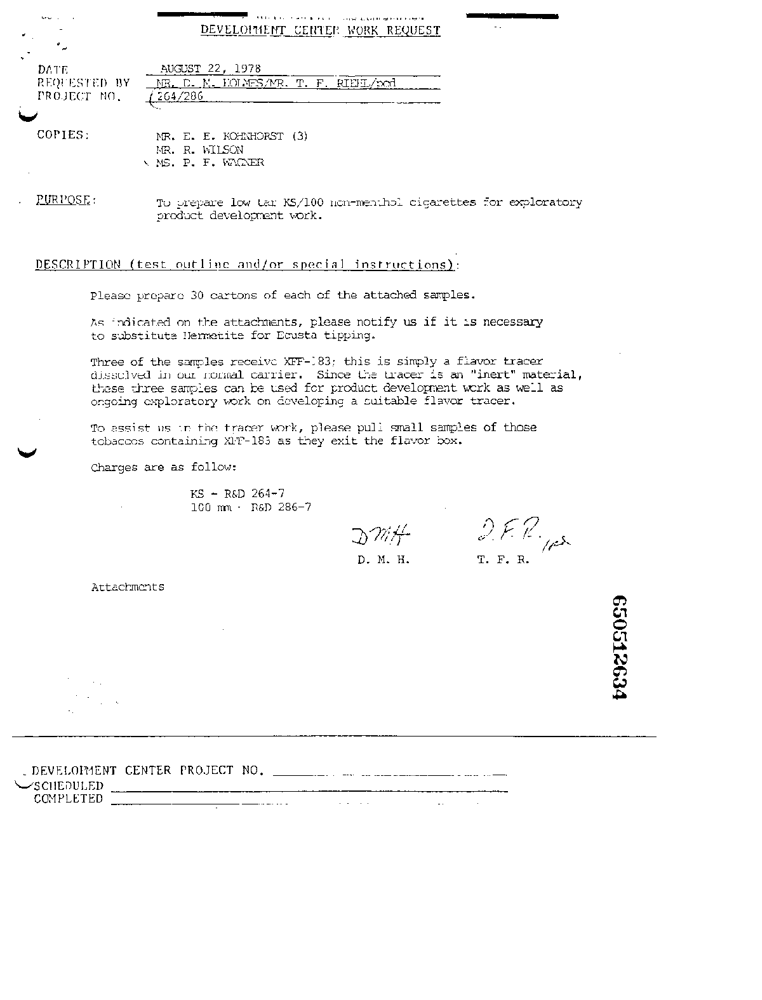 DEVELOPMENT CENTER WORK REQUEST
DATE AUGUST 22, 1978
REQUESTED BY MR. D. M. HOLMES/MR. T. F. RIEHL/pcd
PROJECT NO. 264/286
COPIES: MR. E. E. KOHNHORST (3)
MR. R. WILSON
MS. P. F. WAGNER
PURPOSE: To prepare low tar KS/100 non-menthol cigarettes for exploratory
product development work.
DESCRIPTION (test outline and/or special instructions):
Please prepare 30 cartons of each of the attached samples.
As indicated on the attachments, please notify us if it is necessary
to substitute Hermetite for Ecusta tipping.
Three of the samples receive XFF-183; this is simply a flavor tracer
dissolved in our normal carrier. Since the tracer is an "inert" material,
these three samples can be used for product development work as well as
ongoing exploratory work on developing a suitable flavor tracer.
To assist us in the tracer work, please pull small samples of those
tobaccos containing XFF-183 as they exit the flavor box.
Charges are as follow:
KS - R&D 264-7
100 mm - R&D 286-7
DMH T.F.R.
D. M. H. T. F. R.
Attachments
650512634
DEVELOPMENT CENTER PROJECT NO.
SCHEDULED
COMPLETED